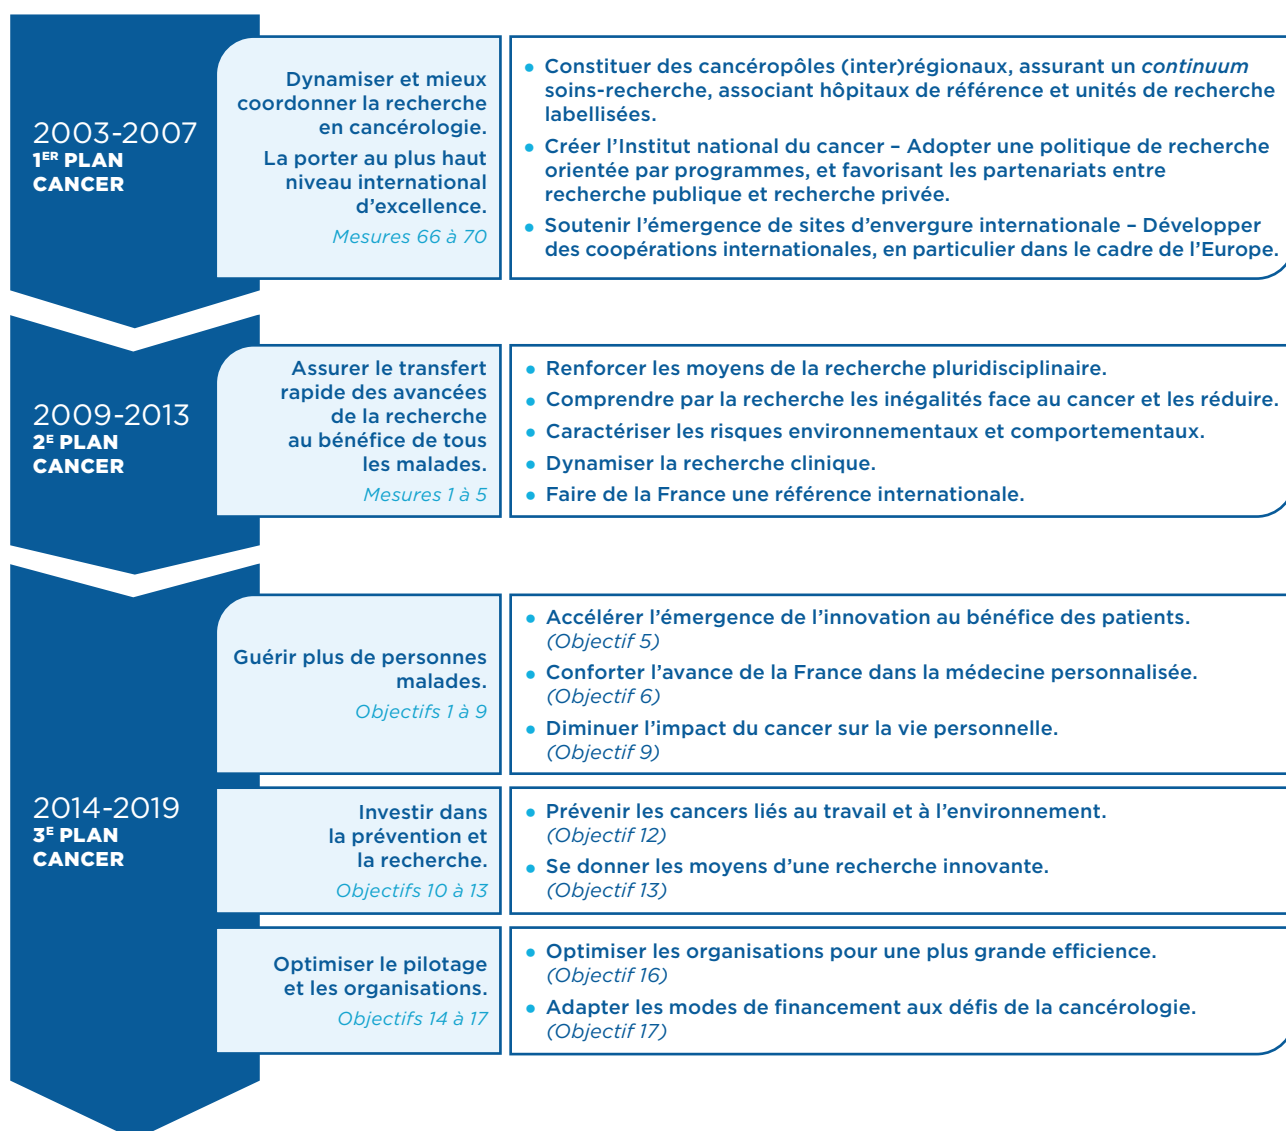 2003-2007
1ER PLAN
CANCER
Dynamiser et mieux
coordonner la recherche
en cancérologie.
La porter au plus haut
niveau international
d’excellence.
Mesures 66 à 70
• Constituer des cancéropôles (inter)régionaux, assurant un continuum
soins-recherche, associant hôpitaux de référence et unités de recherche
labellisées.
• Créer l’Institut national du cancer – Adopter une politique de recherche
orientée par programmes, et favorisant les partenariats entre
recherche publique et recherche privée.
• Soutenir l’émergence de sites d’envergure internationale – Développer
des coopérations internationales, en particulier dans le cadre de l’Europe.
2009-2013
2E PLAN
CANCER
Assurer le transfert
rapide des avancées
de la recherche
au bénéfice de tous
les malades.
Mesures 1 à 5
• Renforcer les moyens de la recherche pluridisciplinaire.
• Comprendre par la recherche les inégalités face au cancer et les réduire.
• Caractériser les risques environnementaux et comportementaux.
• Dynamiser la recherche clinique.
• Faire de la France une référence internationale.
2014-2019
3E PLAN
CANCER
Guérir plus de personnes
malades.
Objectifs 1 à 9
• Accélérer l’émergence de l’innovation au bénéfice des patients.
(Objectif 5)
• Conforter l’avance de la France dans la médecine personnalisée.
(Objectif 6)
• Diminuer l’impact du cancer sur la vie personnelle.
(Objectif 9)
Investir dans
la prévention et
la recherche.
Objectifs 10 à 13
• Prévenir les cancers liés au travail et à l’environnement.
(Objectif 12)
• Se donner les moyens d’une recherche innovante.
(Objectif 13)
Optimiser le pilotage
et les organisations.
Objectifs 14 à 17
• Optimiser les organisations pour une plus grande efficience.
(Objectif 16)
• Adapter les modes de financement aux défis de la cancérologie.
(Objectif 17)